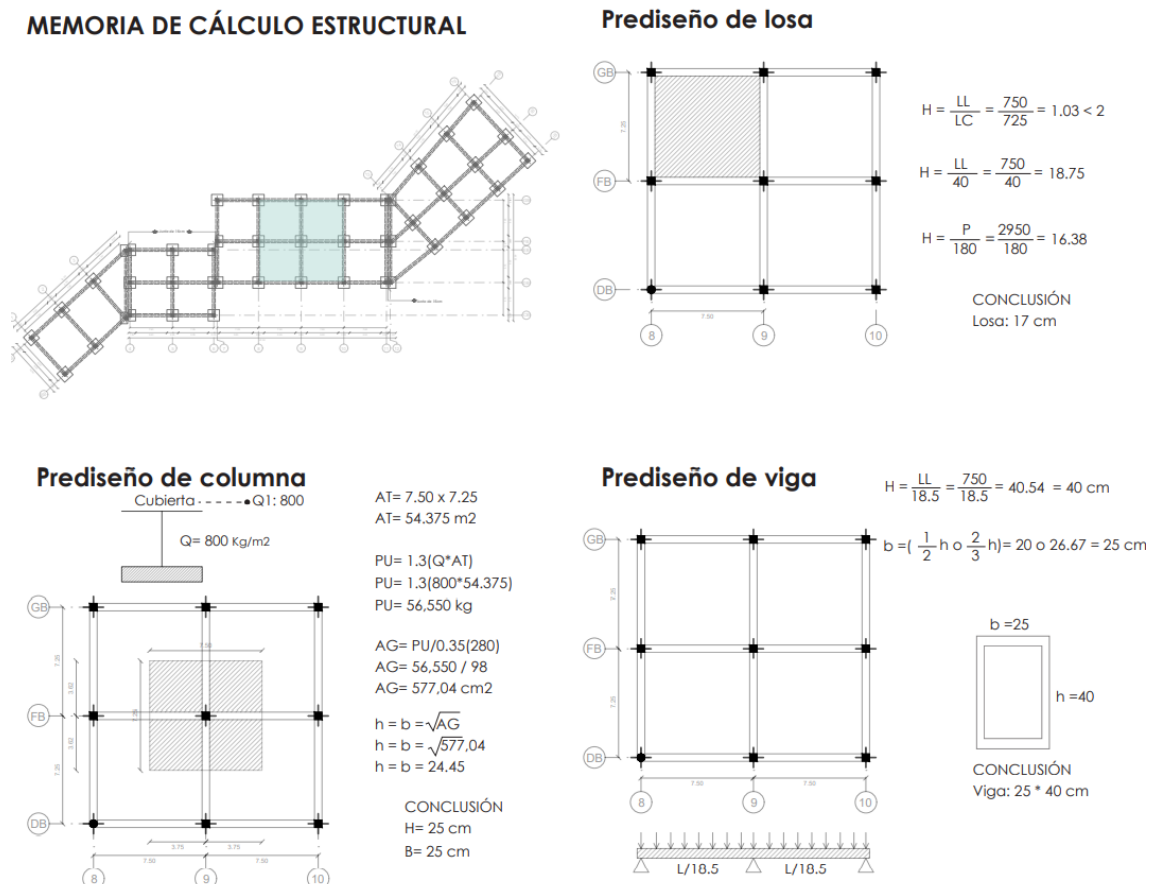 MEMORIA DE CÁLCULO ESTRUCTURAL
Prediseño de losa
GB
FB
DB
7.25
7.50
8
9
10
H = LL/LC = 750/725 = 1.03 < 2
H = LL/40 = 750/40 = 18.75
H = P/180 = 2950/180 = 16.38
CONCLUSIÓN
Losa: 17 cm
Prediseño de columna
Cubierta
Q1: 800
Q= 800 Kg/m2
GB
FB
DB
7.25
7.25
3.62
3.62
7.50
7.25
3.75
3.75
7.50
7.50
8
9
10
AT= 7.50 x 7.25
AT= 54.375 m2
PU= 1.3(Q*AT)
PU= 1.3(800*54.375)
PU= 56,550 kg
AG= PU/0.35(280)
AG= 56,550 / 98
AG= 577,04 cm2
h = b = √AG
h = b = √577,04
h = b = 24.45
CONCLUSIÓN
H= 25 cm
B= 25 cm
Prediseño de viga
GB
FB
DB
7.25
7.25
7.50
7.50
8
9
10
L/18.5
L/18.5
H = LL/18.5 = 750/18.5 = 40.54 = 40 cm
b =( 1/2 h o 2/3 h)= 20 o 26.67 = 25 cm
b =25
h =40
CONCLUSIÓN
Viga: 25 * 40 cm